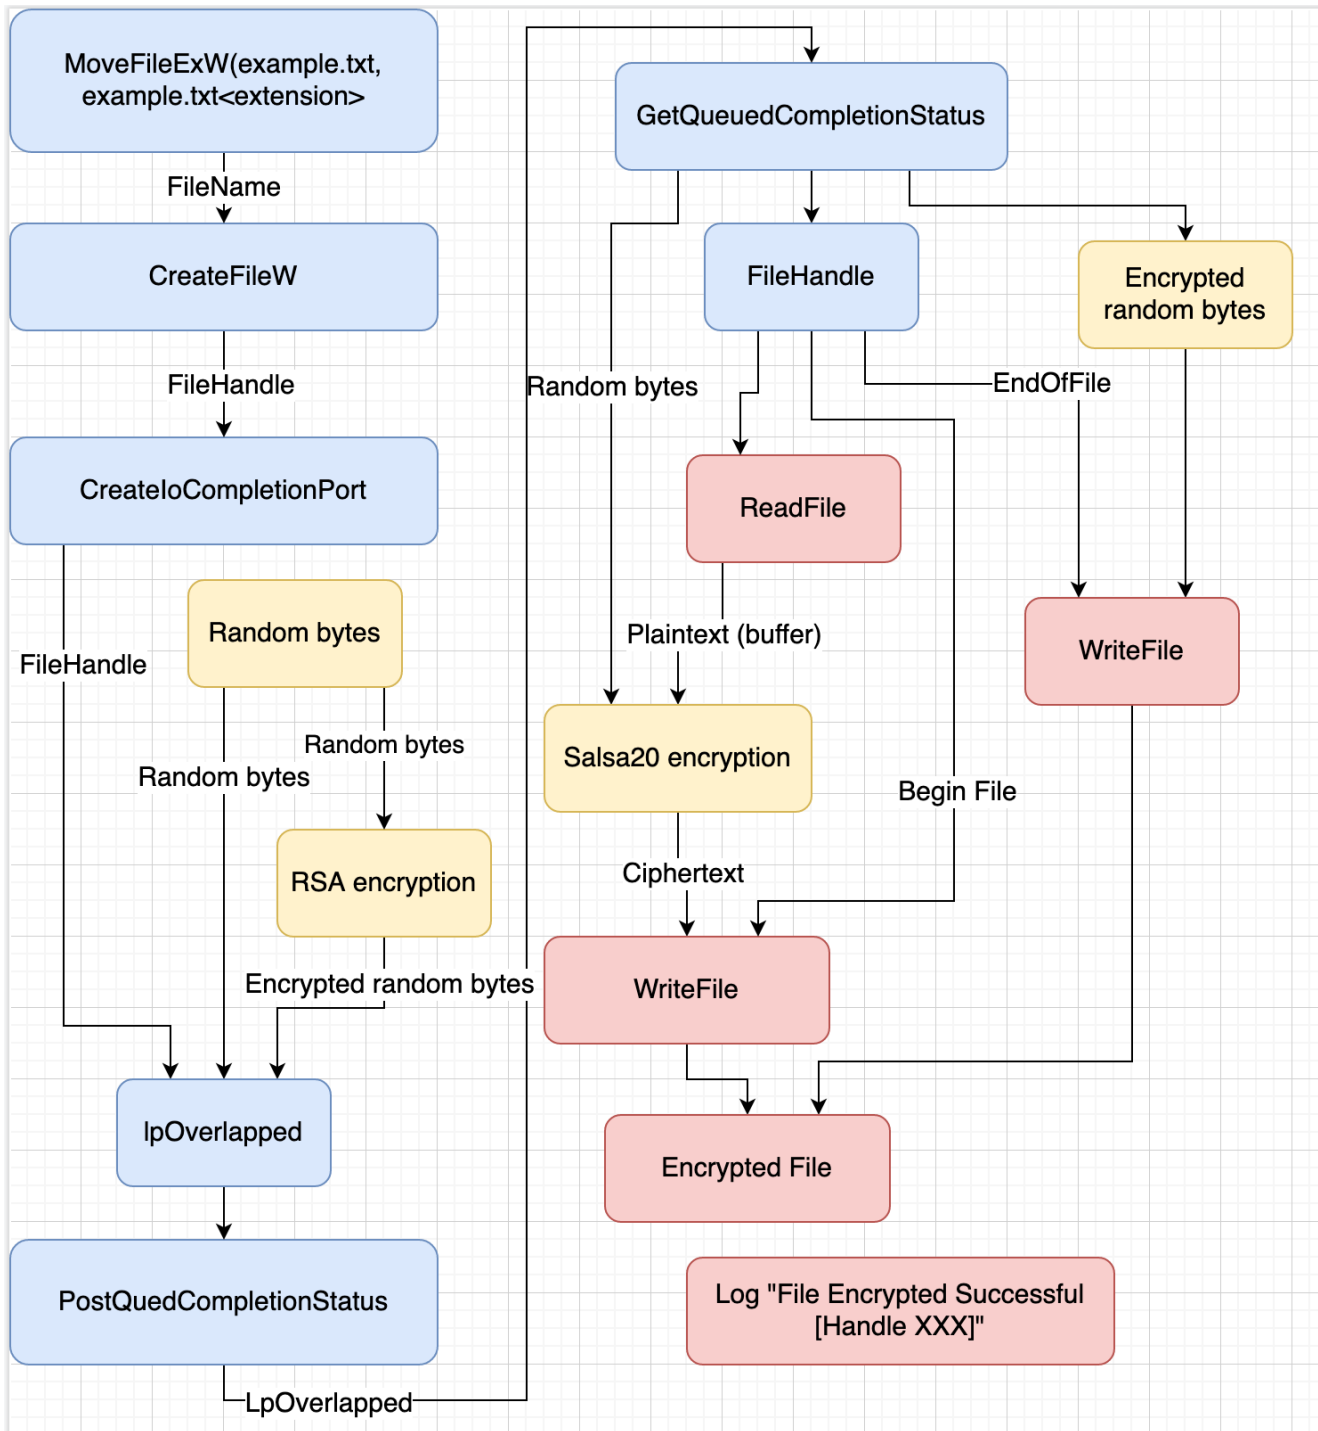 MoveFileExW(example.txt,
example.txt<extension>
FileName
CreateFileW
FileHandle
CreateIoCompletionPort
FileHandle
Random bytes
Random bytes
Random bytes
RSA encryption
Encrypted random bytes
lpOverlapped
PostQuedCompletionStatus
LpOverlapped
GetQueuedCompletionStatus
FileHandle
Encrypted
random bytes
Random bytes
EndOfFile
ReadFile
Plaintext (buffer)
WriteFile
Salsa20 encryption
Begin File
Ciphertext
WriteFile
Encrypted File
Log "File Encrypted Successful
[Handle XXX]"